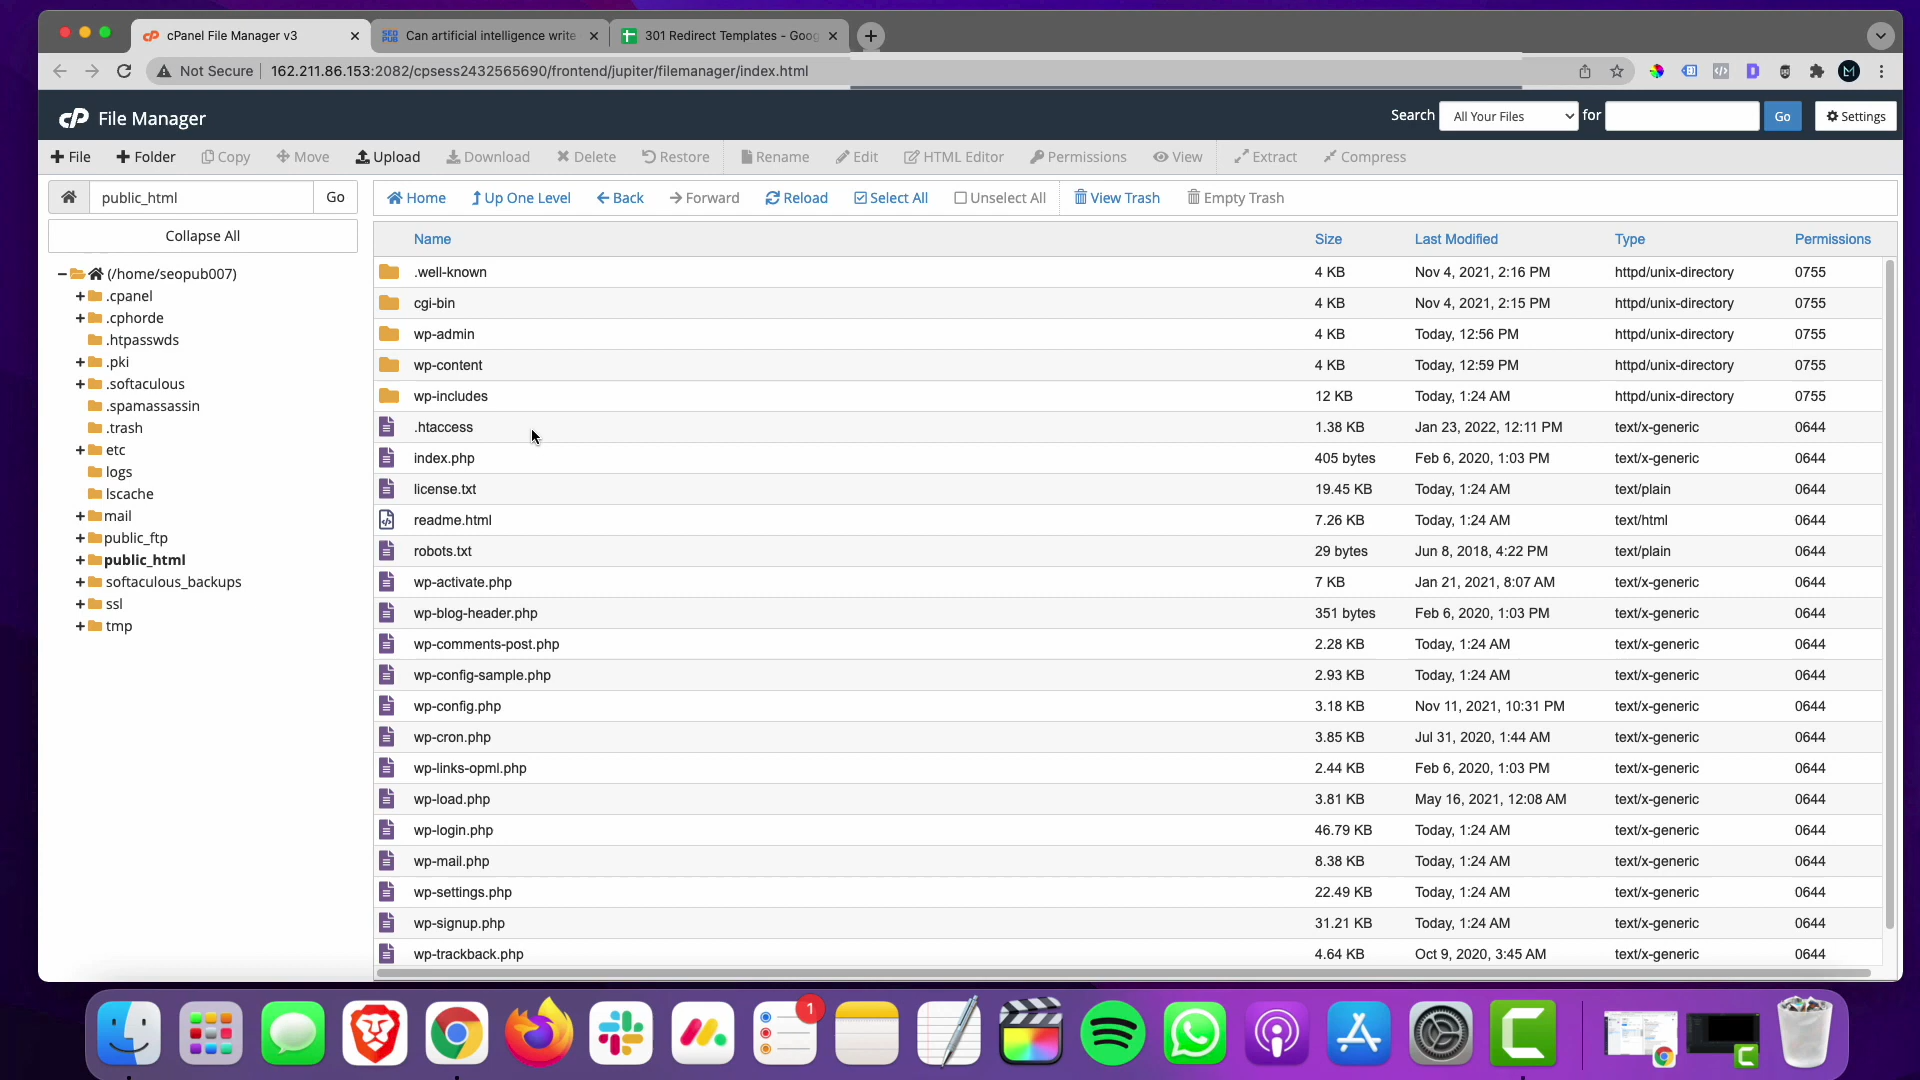 cPanel File Manager v3
Can artificial intelligence write
301 Redirect Templates - Goog
Not Secure 162.211.86.153:2082/cpsess2432565690/frontend/jupiter/filemanager/index.html
M
cP File Manager
Search All Your Files for Go Settings
+ File + Folder Copy Move Upload Download Delete Restore Rename Edit HTML Editor Permissions View Extract Compress
public_html Go
Home Up One Level Back Forward Reload Select All Unselect All View Trash Empty Trash
Collapse All
(/home/seopub007)
.cpanel
.cphorde
.htpasswds
.pki
.softaculous
.spamassassin
.trash
etc
logs
lscache
mail
public_ftp
public_html
softaculous_backups
ssl
tmp
Name Size Last Modified Type Permissions
.well-known 4 KB Nov 4, 2021, 2:16 PM httpd/unix-directory 0755
cgi-bin 4 KB Nov 4, 2021, 2:15 PM httpd/unix-directory 0755
wp-admin 4 KB Today, 12:56 PM httpd/unix-directory 0755
wp-content 4 KB Today, 12:59 PM httpd/unix-directory 0755
wp-includes 12 KB Today, 1:24 AM httpd/unix-directory 0755
.htaccess 1.38 KB Jan 23, 2022, 12:11 PM text/x-generic 0644
index.php 405 bytes Feb 6, 2020, 1:03 PM text/x-generic 0644
license.txt 19.45 KB Today, 1:24 AM text/plain 0644
readme.html 7.26 KB Today, 1:24 AM text/html 0644
robots.txt 29 bytes Jun 8, 2018, 4:22 PM text/plain 0644
wp-activate.php 7 KB Jan 21, 2021, 8:07 AM text/x-generic 0644
wp-blog-header.php 351 bytes Feb 6, 2020, 1:03 PM text/x-generic 0644
wp-comments-post.php 2.28 KB Today, 1:24 AM text/x-generic 0644
wp-config-sample.php 2.93 KB Today, 1:24 AM text/x-generic 0644
wp-config.php 3.18 KB Nov 11, 2021, 10:31 PM text/x-generic 0644
wp-cron.php 3.85 KB Jul 31, 2020, 1:44 AM text/x-generic 0644
wp-links-opml.php 2.44 KB Feb 6, 2020, 1:03 PM text/x-generic 0644
wp-load.php 3.81 KB May 16, 2021, 12:08 AM text/x-generic 0644
wp-login.php 46.79 KB Today, 1:24 AM text/x-generic 0644
wp-mail.php 8.38 KB Today, 1:24 AM text/x-generic 0644
wp-settings.php 22.49 KB Today, 1:24 AM text/x-generic 0644
wp-signup.php 31.21 KB Today, 1:24 AM text/x-generic 0644
wp-trackback.php 4.64 KB Oct 9, 2020, 3:45 AM text/x-generic 0644
1